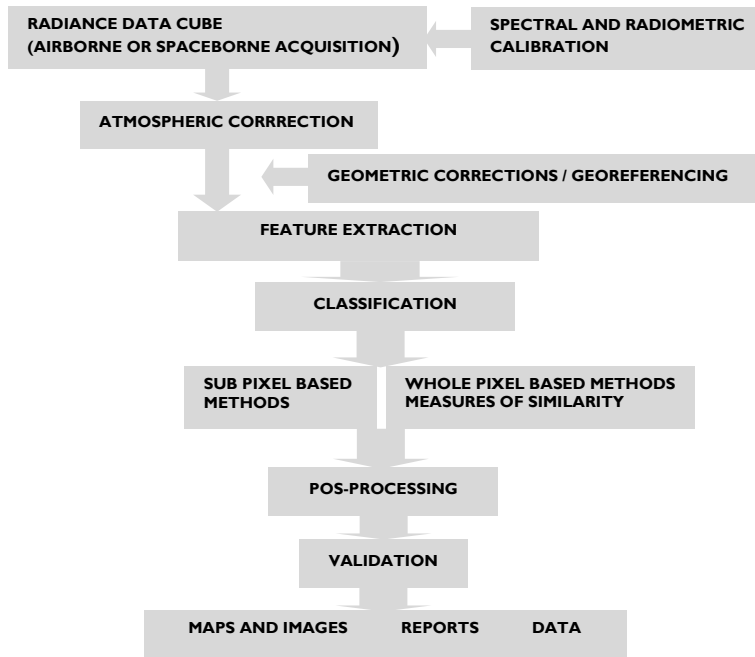 RADIANCE DATA CUBE
(AIRBORNE OR SPACEBORNE ACQUISITION)
SPECTRAL AND RADIOMETRIC
CALIBRATION
ATMOSPHERIC CORRRECTION
GEOMETRIC CORRECTIONS / GEOREFERENCING
FEATURE EXTRACTION
CLASSIFICATION
SUB PIXEL BASED
METHODS
WHOLE PIXEL BASED METHODS
MEASURES OF SIMILARITY
POS-PROCESSING
VALIDATION
MAPS AND IMAGES REPORTS DATA